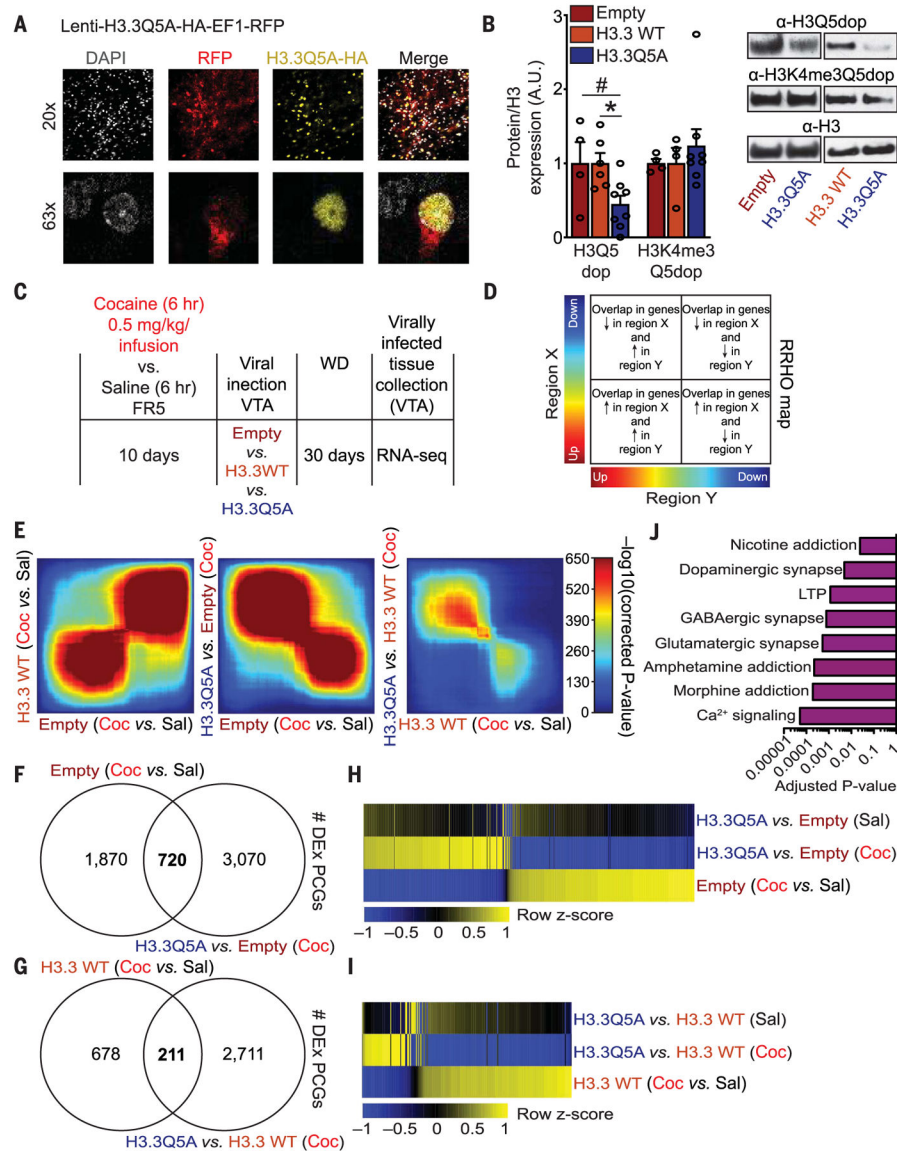 A
Lenti-H3.3Q5A-HA-EF1-RFP
DAPI
RFP
H3.3Q5A-HA
Merge
20x
63x
B
Empty
H3.3 WT
H3.3Q5A
Protein/H3
expression (A.U.)
3
2
1
0
#
*
H3Q5
dop
H3K4me3
Q5dop
α-H3Q5dop
α-H3K4me3Q5dop
α-H3
Empty
H3.3Q5A
H3.3 WT
H3.3Q5A
C
Cocaine (6 hr)
0.5 mg/kg/
infusion
vs.
Saline (6 hr)
FR5
Viral
inection
VTA
WD
Virally
infected
tissue
collection
(VTA)
10 days
Empty
vs.
H3.3WT
vs.
H3.3Q5A
30 days
RNA-seq
D
Region X
Down
Up
Overlap in genes
↓ in region X
and
↑ in
region Y
Overlap in genes
↓ in region X
and
↓ in
region Y
Overlap in genes
↑ in region X
and
↑ in
region Y
Overlap in genes
↑ in region X
and
↓ in
region Y
RRHO map
Up
Down
Region Y
E
H3.3 WT (Coc vs. Sal)
Empty (Coc vs. Sal)
H3.3Q5A vs. Empty (Coc)
Empty (Coc vs. Sal)
H3.3Q5A vs. H3.3 WT (Coc)
H3.3 WT (Coc vs. Sal)
650
520
390
260
130
0
−log10(corrected P-value)
J
Nicotine addiction
Dopaminergic synapse
LTP
GABAergic synapse
Glutamatergic synapse
Amphetamine addiction
Morphine addiction
Ca2+ signaling
0.00001
0.0001
0.001
0.01
0.1
1
Adjusted P-value
F
Empty (Coc vs. Sal)
1,870
720
3,070
# DEx PCGs
H3.3Q5A vs. Empty (Coc)
G
H3.3 WT (Coc vs. Sal)
678
211
2,711
# DEx PCGs
H3.3Q5A vs. H3.3 WT (Coc)
H
H3.3Q5A vs. Empty (Sal)
H3.3Q5A vs. Empty (Coc)
Empty (Coc vs. Sal)
Row z-score
−1 −0.5 0 0.5 1
I
H3.3Q5A vs. H3.3 WT (Sal)
H3.3Q5A vs. H3.3 WT (Coc)
H3.3 WT (Coc vs. Sal)
Row z-score
−1 −0.5 0 0.5 1